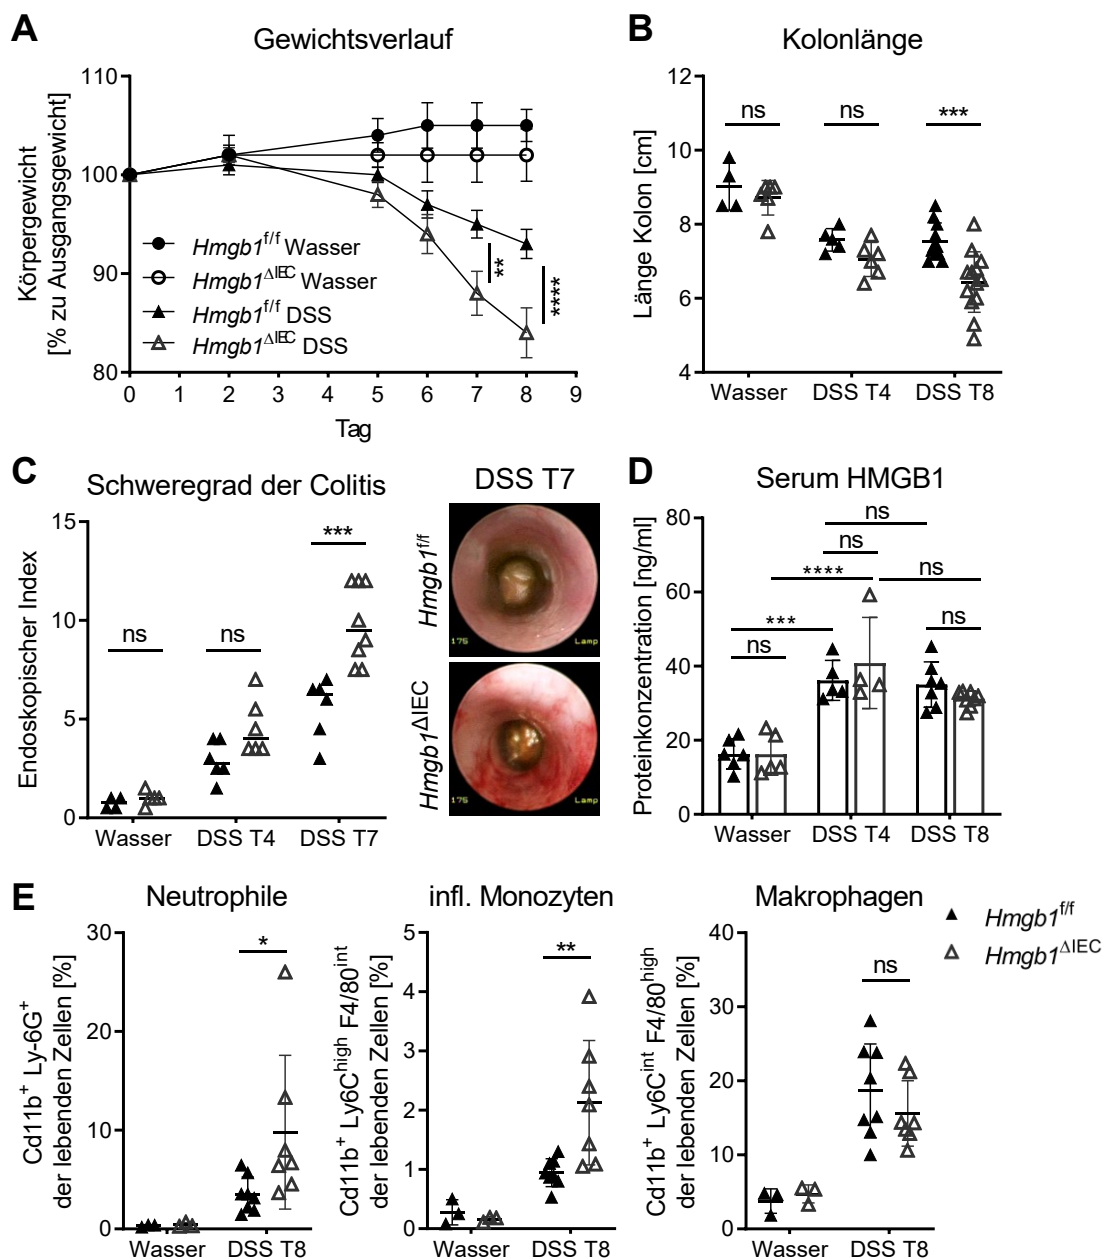 A
Gewichtsverlauf
Körpergewicht
[% zu Ausgangsgewicht]
110
100
90
80
0 1 2 3 4 5 6 7 8 9
Tag
Hmgb1f/f Wasser
Hmgb1ΔIEC Wasser
Hmgb1f/f DSS
Hmgb1ΔIEC DSS
**
****
B
Kolonlänge
Länge Kolon [cm]
12
10
8
6
4
ns
ns
***
Wasser DSS T4 DSS T8
C
Schweregrad der Colitis
Endoskopischer Index
15
10
5
0
ns
ns
***
Wasser DSS T4 DSS T7
DSS T7
Hmgb1f/f
175 Lamp
Hmgb1ΔIEC
175 Lamp
D
Serum HMGB1
Proteinkonzentration [ng/ml]
80
60
40
20
0
ns
ns
**** ns
*** ns
ns
Wasser DSS T4 DSS T8
E
Neutrophile
Cd11b+ Ly-6G+
der lebenden Zellen [%]
30
20
10
0
*
Wasser DSS T8
infl. Monozyten
Cd11b+ Ly6Chigh F4/80int
der lebenden Zellen [%]
5
4
3
2
1
0
**
Wasser DSS T8
Makrophagen
Cd11b+ Ly6Cint F4/80high
der lebenden Zellen [%]
40
30
20
10
0
ns
Wasser DSS T8
Hmgb1f/f
Hmgb1ΔIEC